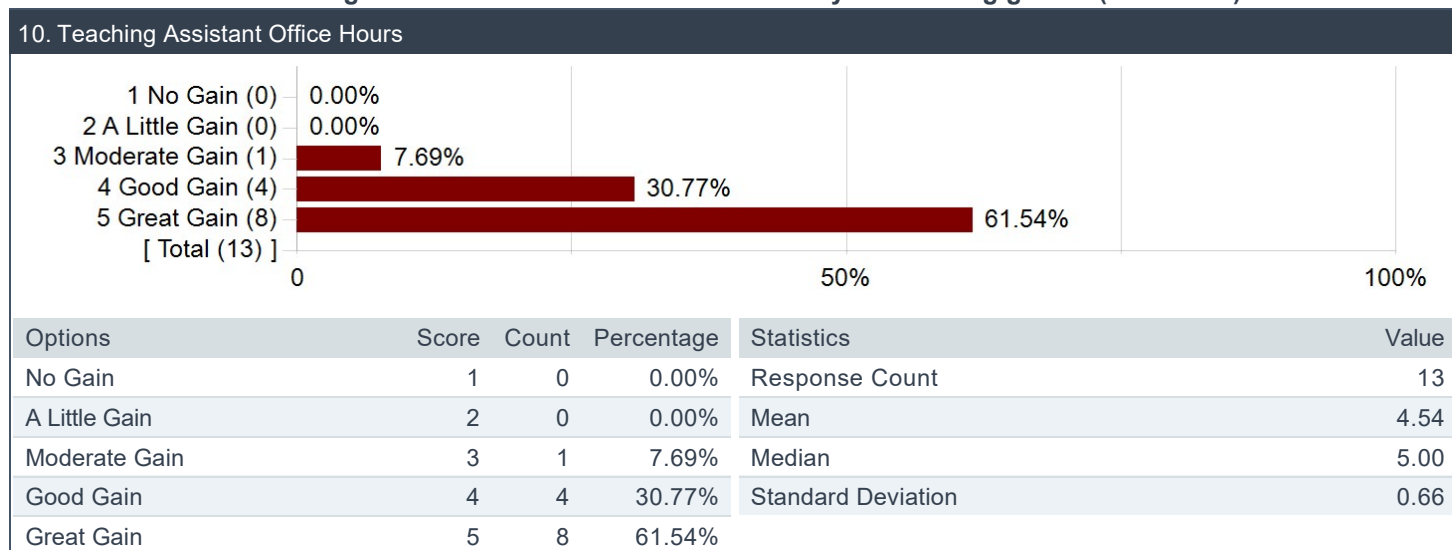 10. Teaching Assistant Office Hours
1 No Gain (0) 0.00%
2 A Little Gain (0) 0.00%
3 Moderate Gain (1) 7.69%
4 Good Gain (4) 30.77%
5 Great Gain (8) 61.54%
[ Total (13) ]
0 50% 100%
Options Score Count Percentage Statistics Value
No Gain 1 0 0.00% Response Count 13
A Little Gain 2 0 0.00% Mean 4.54
Moderate Gain 3 1 7.69% Median 5.00
Good Gain 4 4 30.77% Standard Deviation 0.66
Great Gain 5 8 61.54%